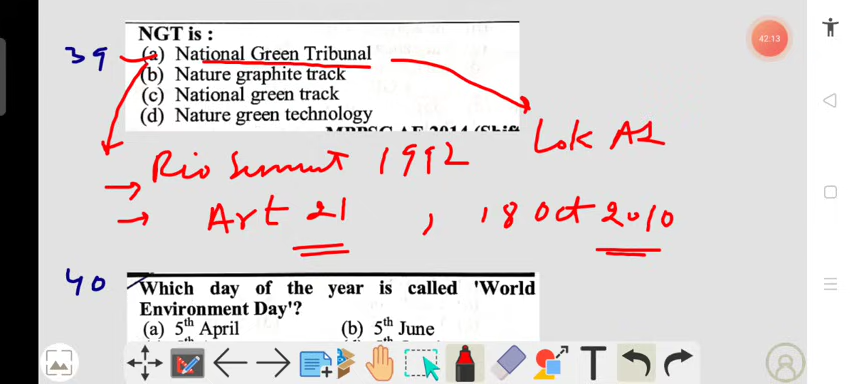 42.13
NGT is :
39 (a) National Green Tribunal
(b) Nature graphite track
(c) National green track
(d) Nature green technology
Lok A
→ Rio Summit 1992
→ Art 21 , 18 Oct 2010
40 Which day of the year is called 'World
Environment Day'?
(a) 5th April (b) 5th June
T